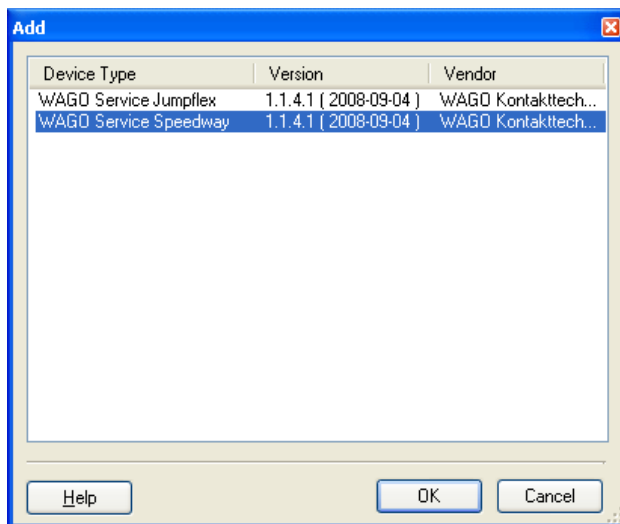 Add
Device Type Version Vendor
WAGO Service Jumpflex 1.1.4.1 ( 2008-09-04 ) WAGO Kontakttech...
WAGO Service Speedway 1.1.4.1 ( 2008-09-04 ) WAGO Kontakttech...
Help OK Cancel